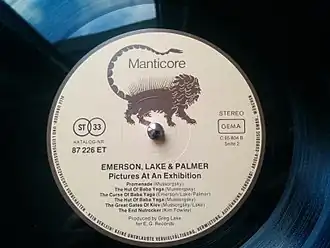 Manticore
ST 33
STEREO
GEMA
KATALOG-NR.
87 226 ET
Seite 2
EMERSON, LAKE & PALMER
Pictures At An Exhibition
Promenade (Mussorgsky)
The Hut Of Baba Yaga (Mussorgsky)
The Curse Of Baba Yaga (Emerson/Lake/Palmer)
The Hut Of Baba Yaga (Mussorgsky)
The Great Gates Of Kiev (Mussorgsky/Lake)
The End Nutrocker (Kim Fowley)
Produced by Greg Lake
for E. G. Records